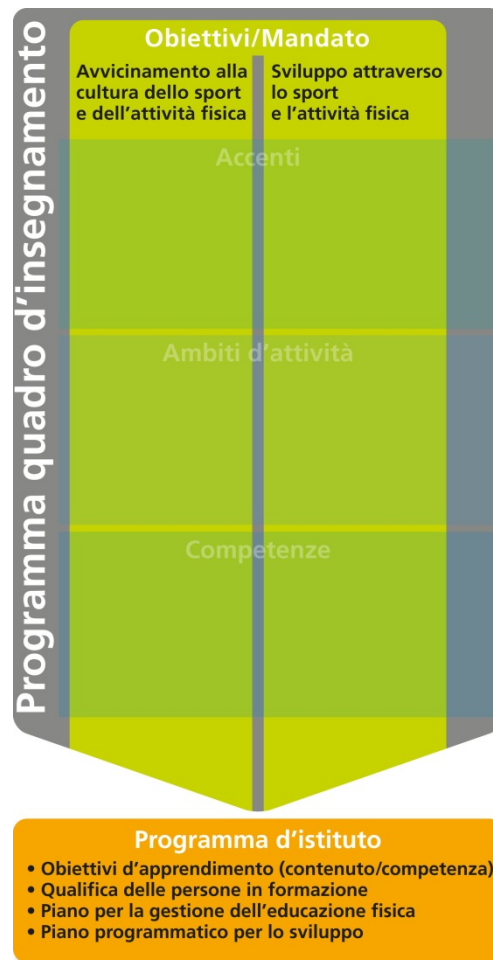 Programma quadro d'insegnamento
Obiettivi/Mandato
Avvicinamento alla
cultura dello sport
e dell'attività fisica
Sviluppo attraverso
lo sport
e l'attività fisica
Accenti
Ambiti d'attività
Competenze
Programma d'istituto
• Obiettivi d'apprendimento (contenuto/competenza)
• Qualifica delle persone in formazione
• Piano per la gestione dell'educazione fisica
• Piano programmatico per lo sviluppo